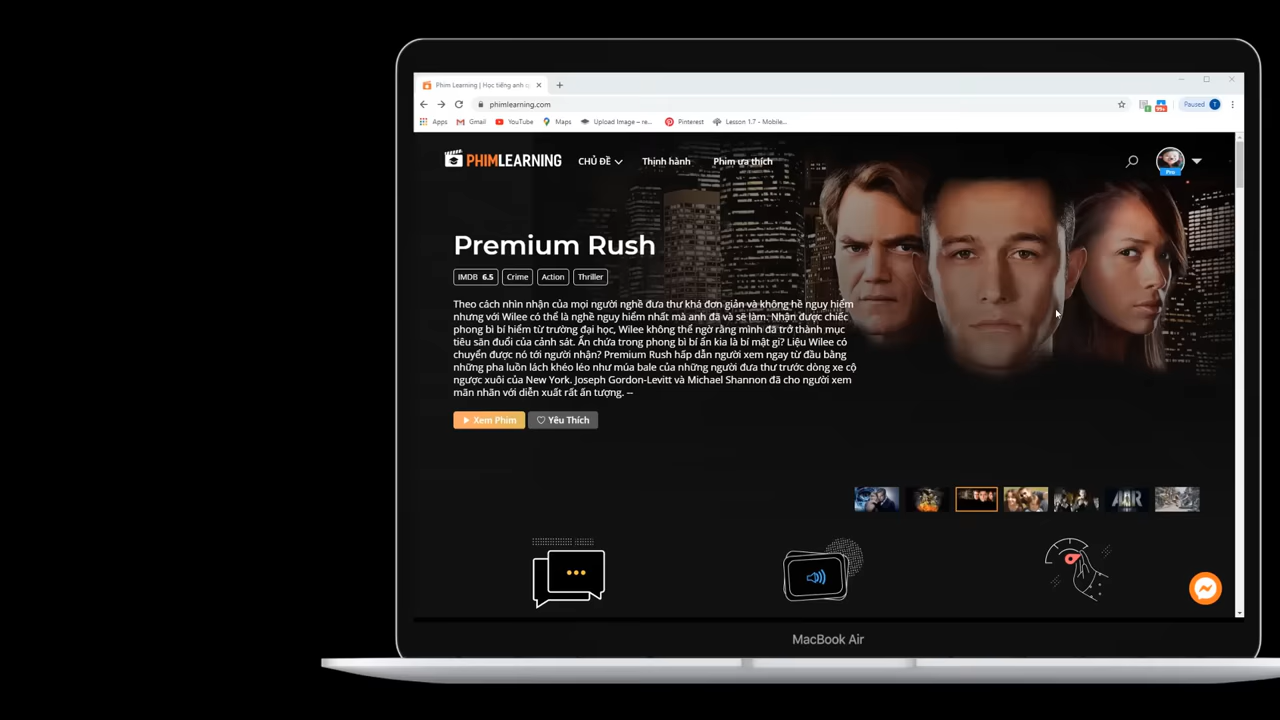 Phim Learning | Học tiếng anh q
phimlearning.com
Paused
T
Apps
Gmail
YouTube
Maps
Upload Image – re...
Pinterest
Lesson 1.7 - Mobile...
PHIMLEARNING
CHỦ ĐỀ
Thịnh hành
Phim ưa thích
Pro
Premium Rush
IMDB 6.5
Crime
Action
Thriller
Theo cách nhìn nhận của mọi người nghề đưa thư khá đơn giản và không hề nguy hiểm
nhưng với Wilee có thể là nghề nguy hiểm nhất mà anh đã và sẽ làm. Nhận được chiếc
phong bì bí hiểm từ trường đại học, Wilee không thể ngờ rằng mình đã trở thành mục
tiêu săn đuổi của cảnh sát. Ẩn chứa trong phong bì bí ẩn kia là bí mật gì? Liệu Wilee có
chuyển được nó tới người nhận? Premium Rush hấp dẫn người xem ngay từ đầu bằng
những pha luồn lách khéo léo như múa bale của những người đưa thư trước dòng xe cộ
ngược xuôi của New York. Joseph Gordon-Levitt và Michael Shannon đã cho người xem
mãn nhãn với diễn xuất rất ấn tượng. --
Xem Phim
Yêu Thích
MacBook Air